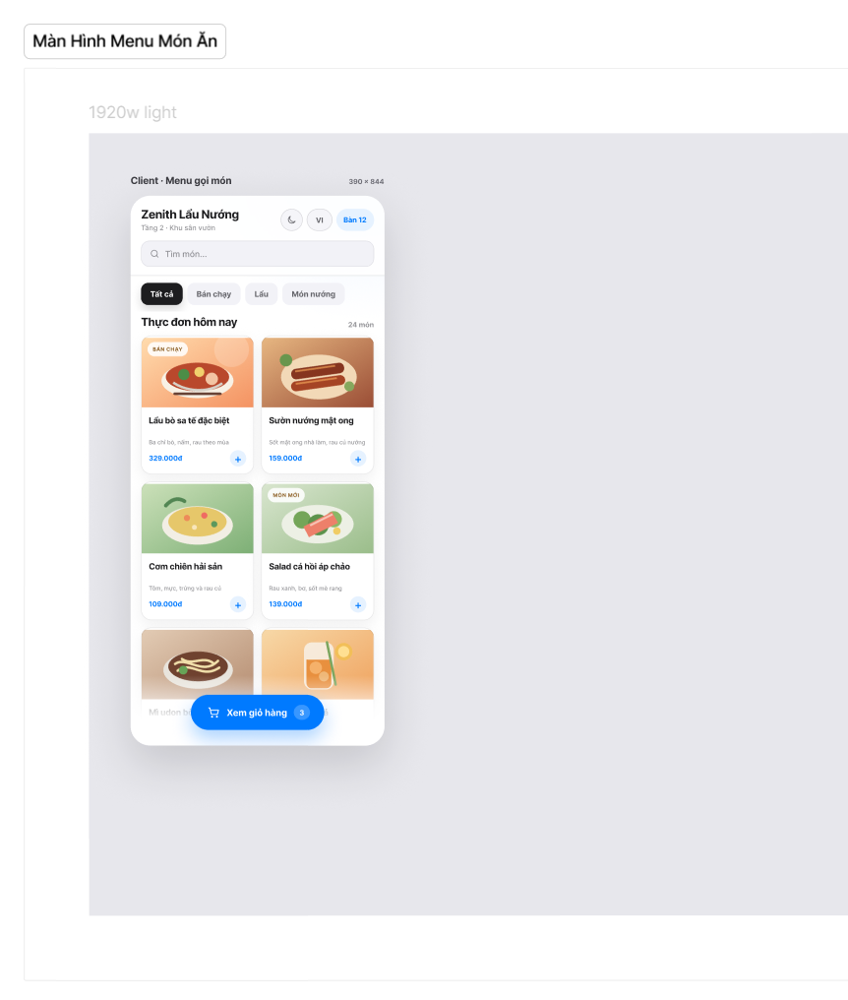 Màn Hình Menu Món Ăn
1920w light
Client · Menu gọi món
390 × 844
Zenith Lẩu Nướng
Tầng 2 · Khu sân vườn
VI
Bàn 12
Tìm món...
Tất cả
Bán chạy
Lẩu
Món nướng
Thực đơn hôm nay
24 món
BÁN CHẠY
Lẩu bò sa tế đặc biệt
Ba chỉ bò, nấm, rau theo mùa
329.000đ
+
Sườn nướng mật ong
Sốt mật ong nhà làm, rau củ nướng
159.000đ
+
Cơm chiên hải sản
Tôm, mực, trứng và rau củ
109.000đ
+
MÓN MỚI
Salad cá hồi áp chảo
Rau xanh, bơ, sốt mè rang
139.000đ
+
Mì udon
Xem giỏ hàng
3